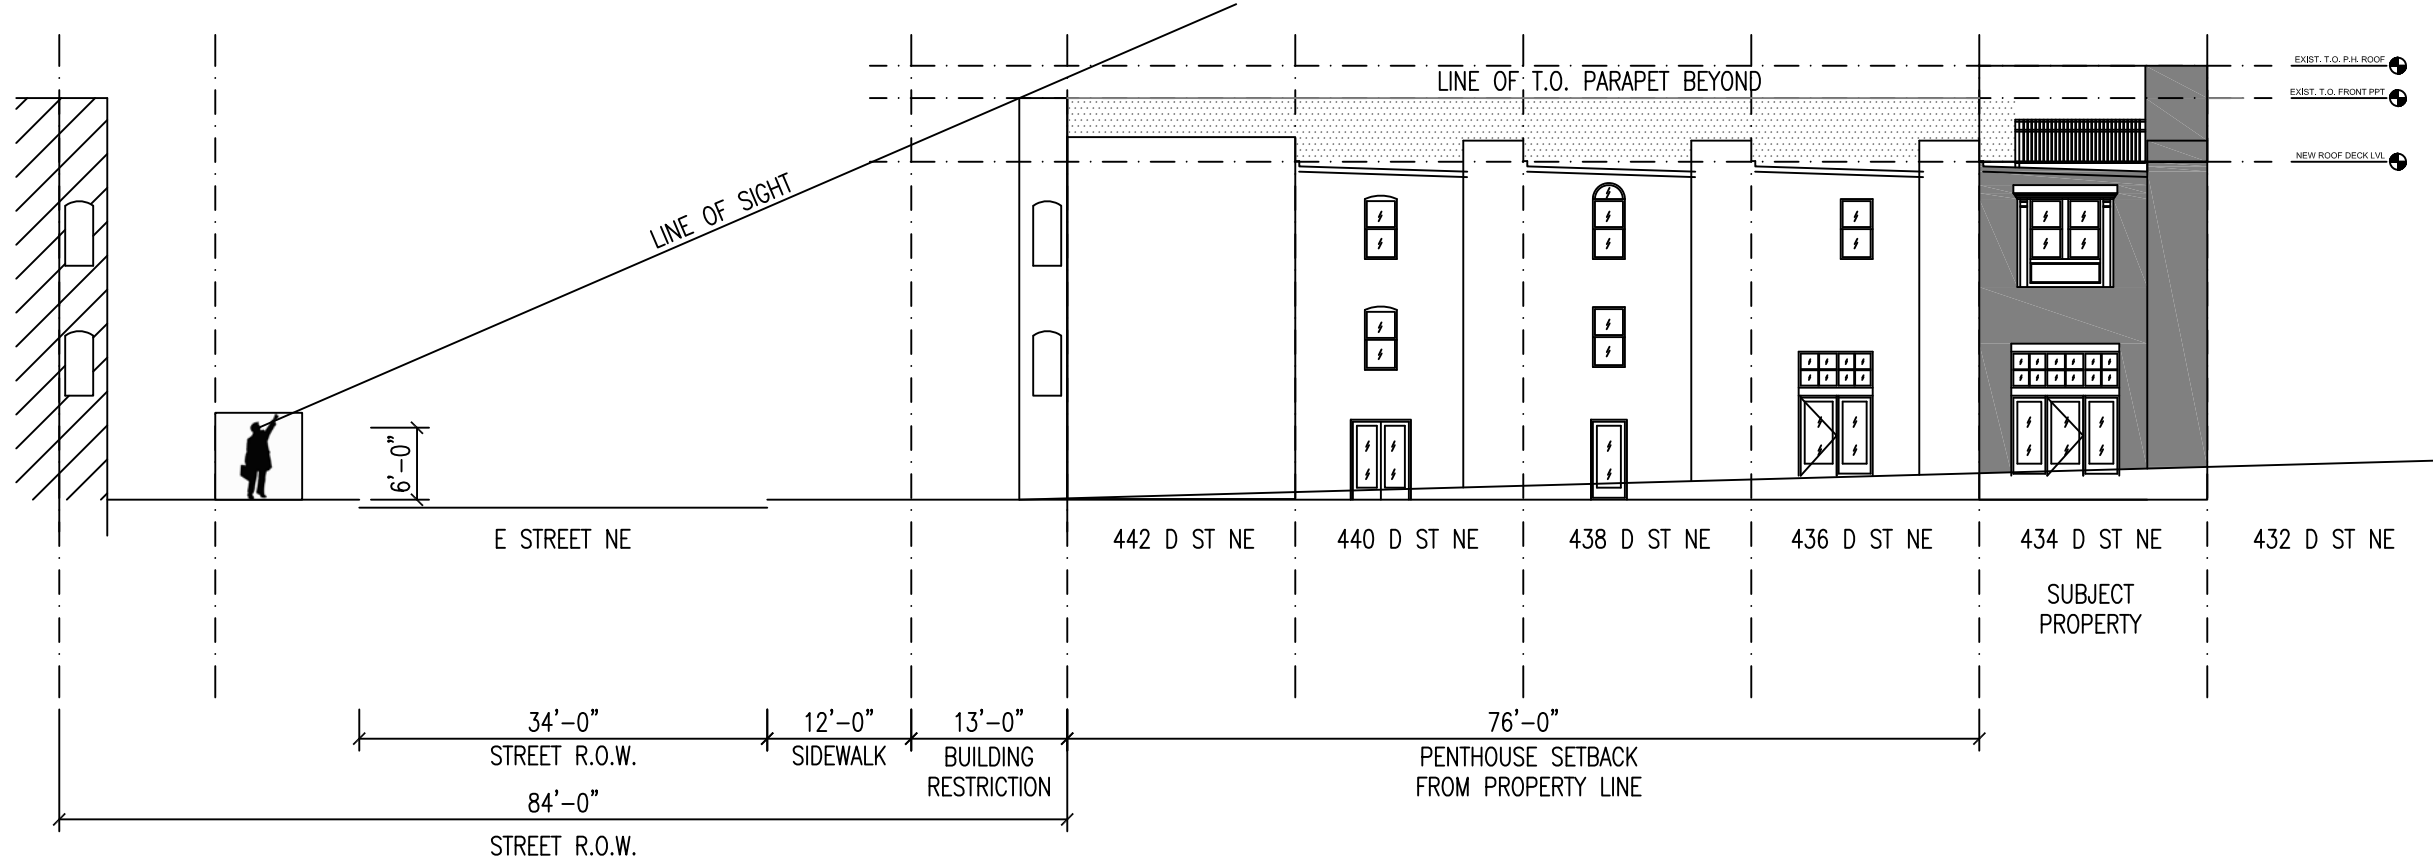 EXIST. T.O. P.H. ROOF
LINE OF T.O. PARAPET BEYOND
EXIST. T.O. FRONT PPT
NEW ROOF DECK LVL
LINE OF SIGHT
6'-0"
E STREET NE
442 D ST NE
440 D ST NE
438 D ST NE
436 D ST NE
434 D ST NE
432 D ST NE
SUBJECT
PROPERTY
34'-0"
STREET R.O.W.
12'-0"
SIDEWALK
13'-0"
BUILDING
RESTRICTION
76'-0"
PENTHOUSE SETBACK
FROM PROPERTY LINE
84'-0"
STREET R.O.W.